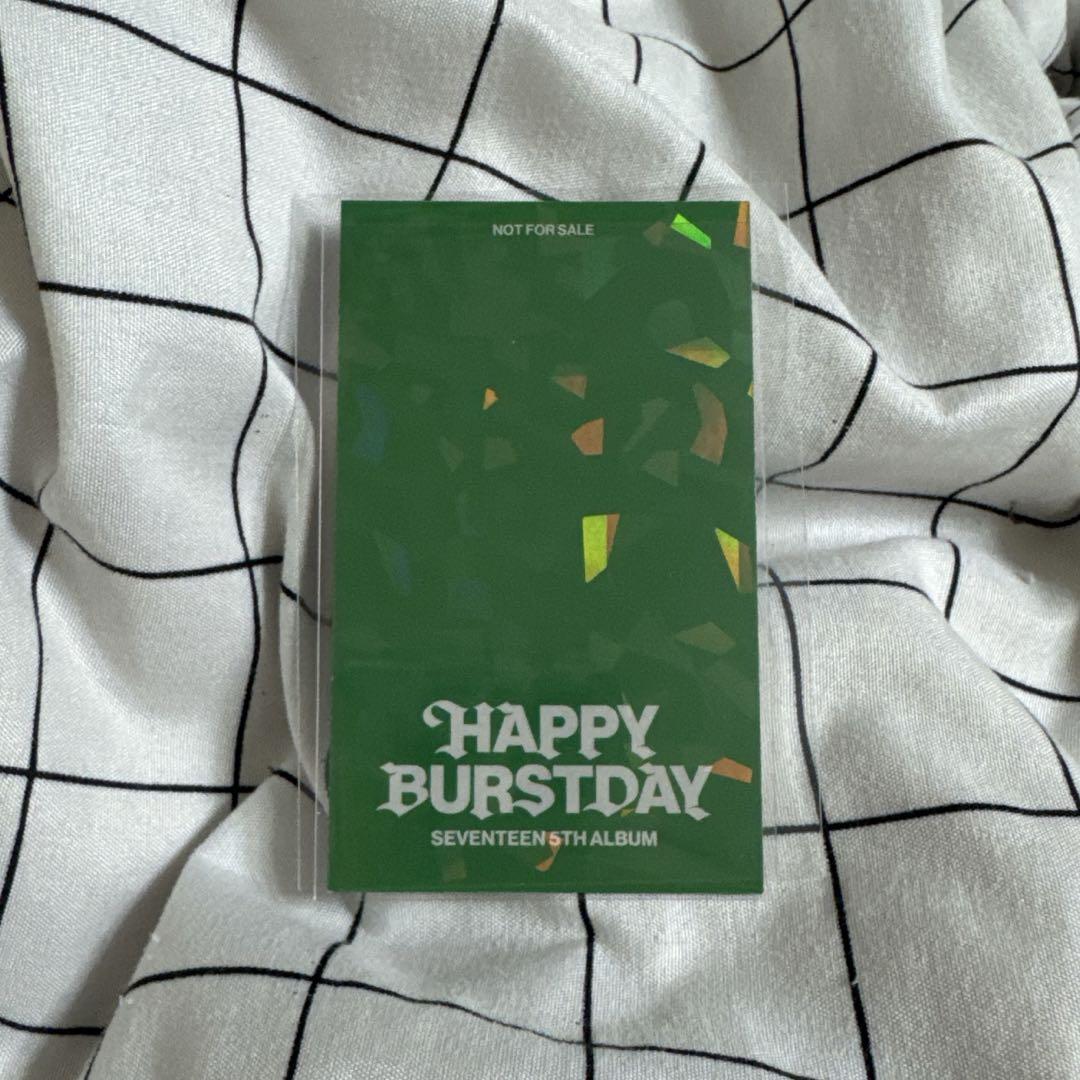 NOT FOR SALE
HAPPY
BURSTDAY
SEVENTEEN 5TH ALBUM